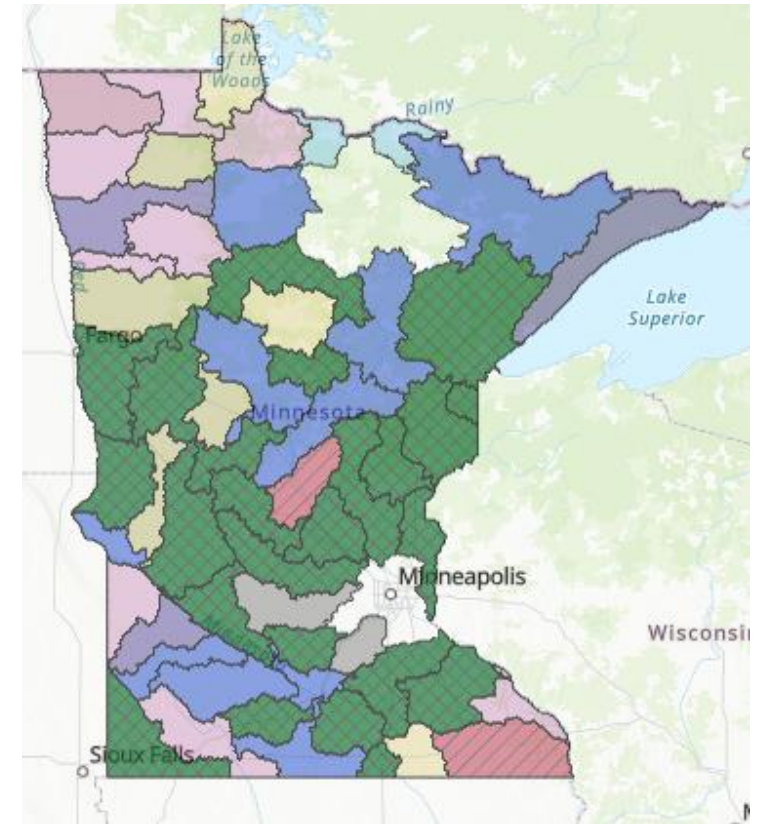 Lake
of the
Woods
Rainy
Lake
Superior
Fargo
Minnesota
Minneapolis
Wisconsin
Sioux Falls